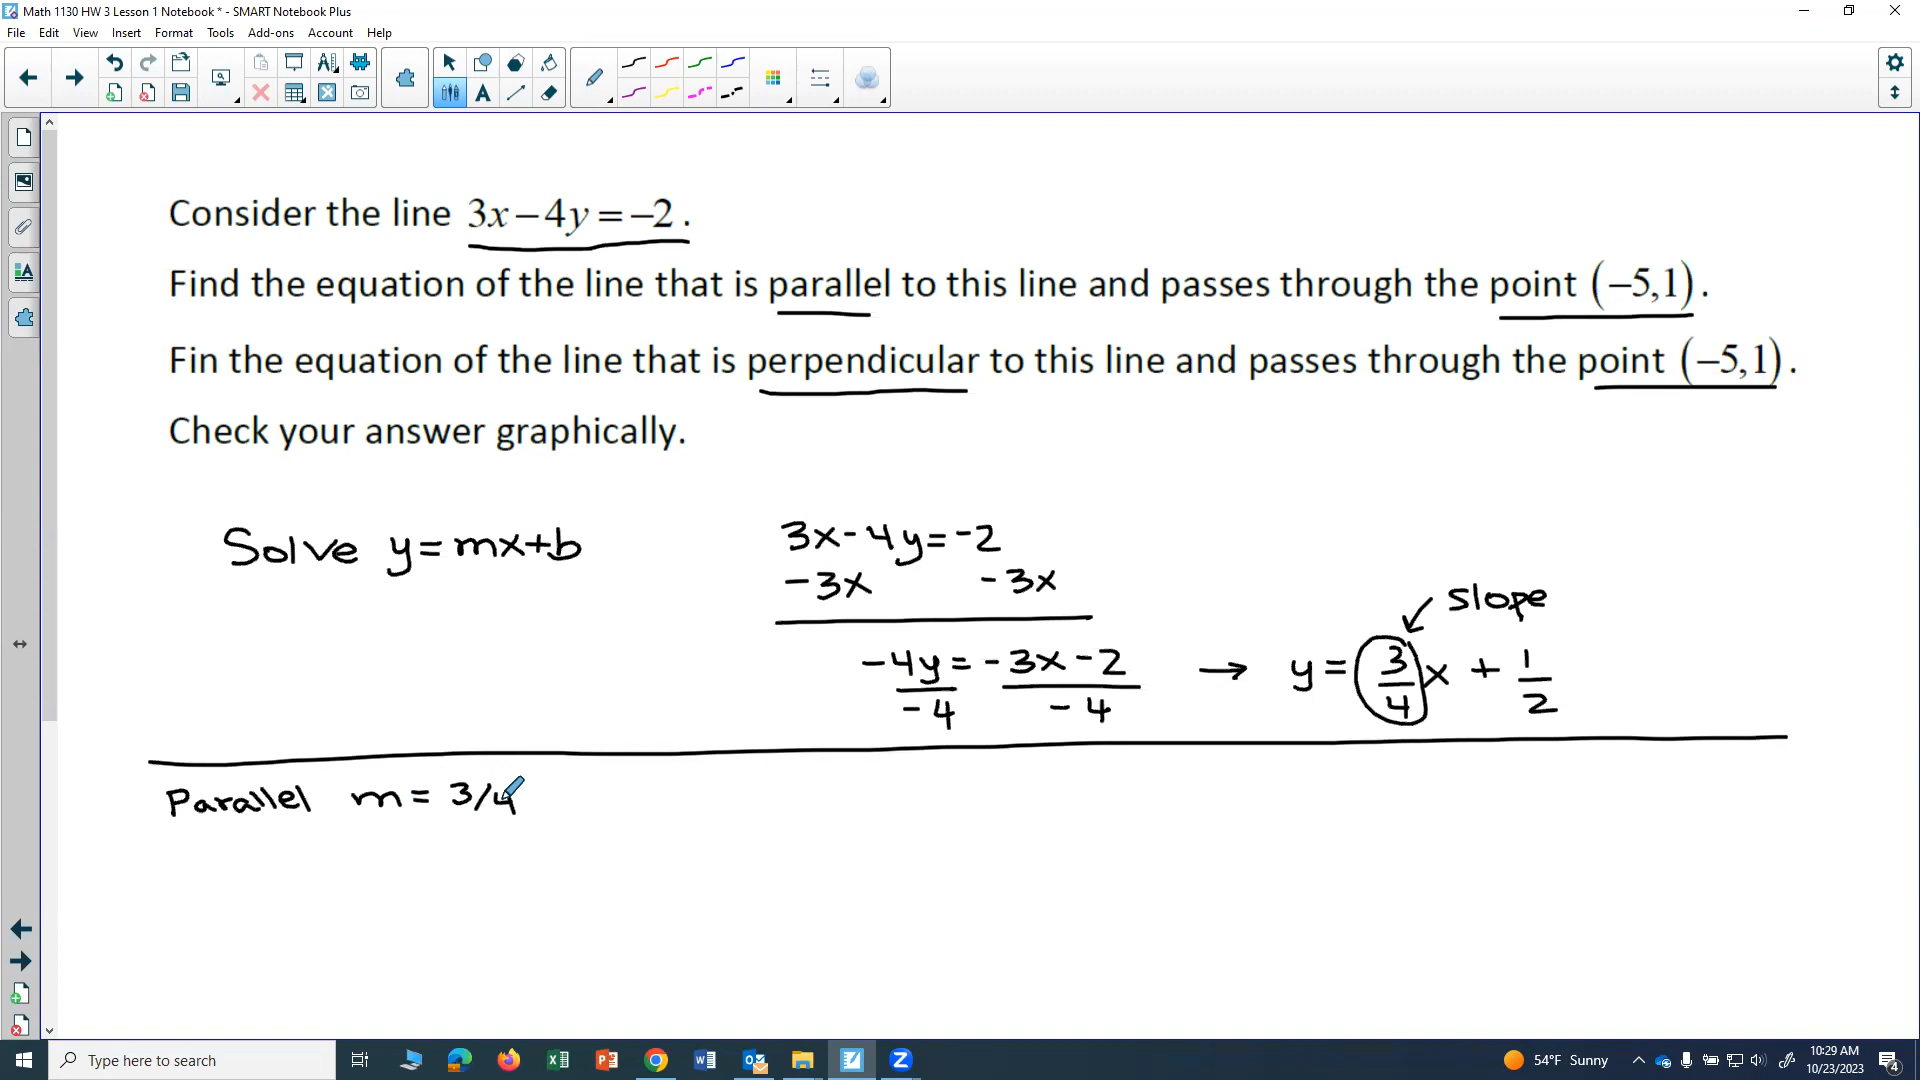 Math 1130 HW 3 Lesson 1 Notebook * - SMART Notebook Plus
File Edit View Insert Format Tools Add-ons Account Help
Consider the line 3x − 4y = −2 .
Find the equation of the line that is parallel to this line and passes through the point (−5,1) .
Fin the equation of the line that is perpendicular to this line and passes through the point (−5,1) .
Check your answer graphically.
Solve y=mx+b
3x-4y=-2
-3x -3x
slope
-4y = -3x-2 → y= 3/4 x + 1/2
-4 -4
Parallel m= 3/4
Type here to search
54°F Sunny
10:29 AM
10/23/2023
4